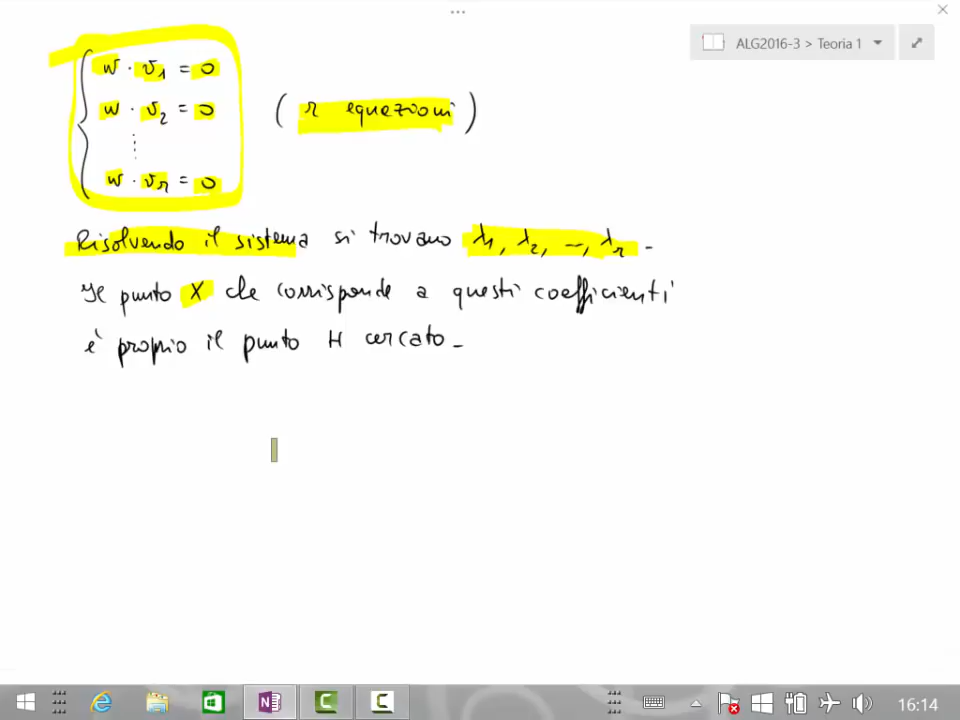 ALG2016-3 > Teoria 1
w · v1 = 0
w · v2 = 0
( r equazioni )
⋮
w · vr = 0
Risolvendo il sistema si trovano λ1, λ2, ..., λr.
Il punto X che corrisponde a questi coefficienti
è proprio il punto H cercato.
16:14